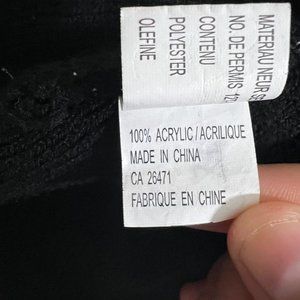 MATERIAU NEUF S
NO. DE PERMIS 12
CONTENU
POLYESTER
OLEFINE
100% ACRYLIC/ACRILIQUE
MADE IN CHINA
CA 26471
FABRIQUE EN CHINE